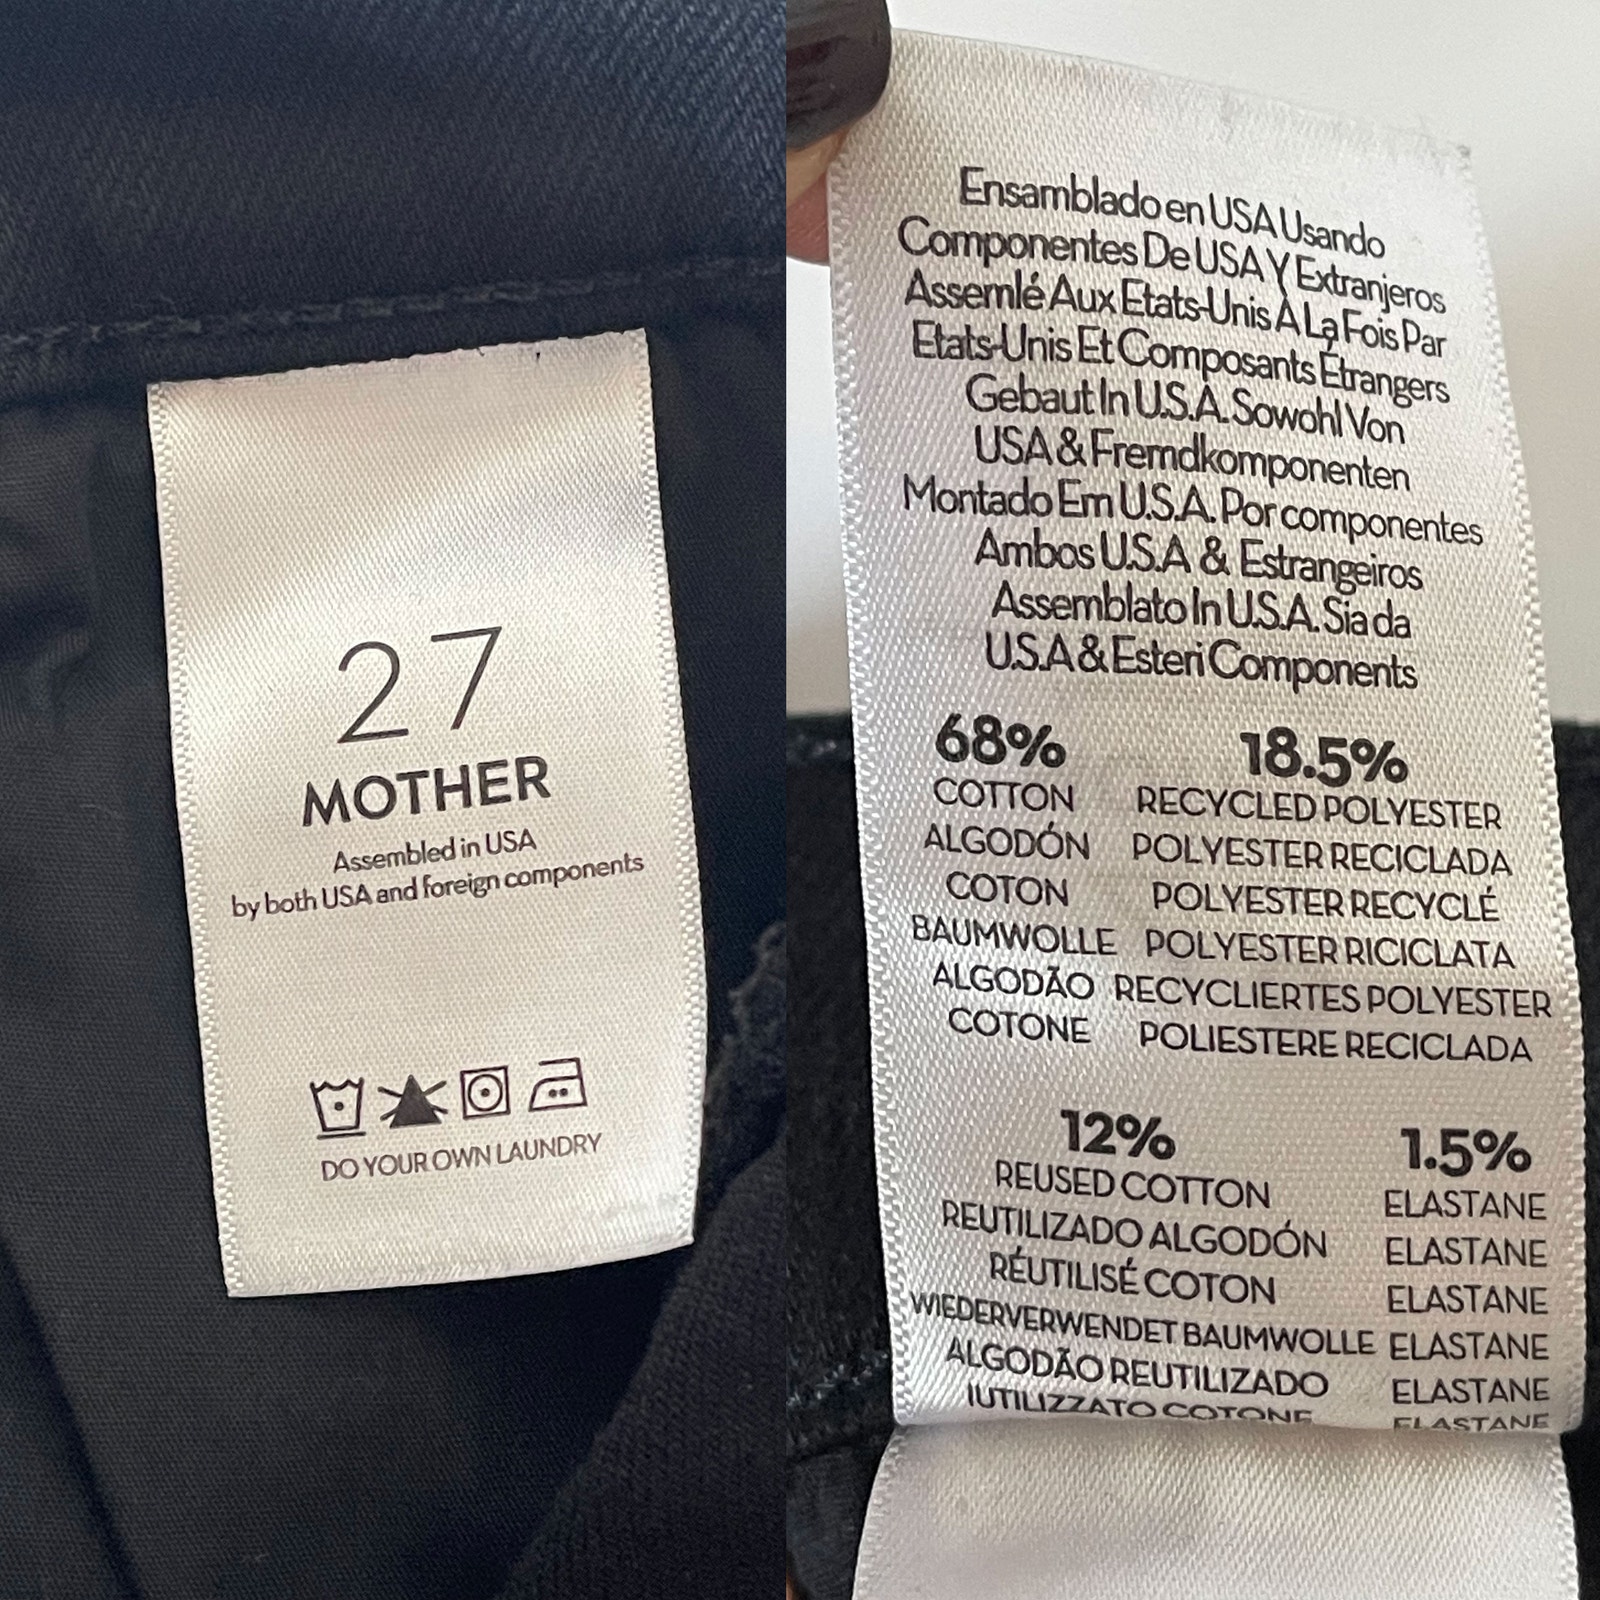 27
MOTHER
Assembled in USA
by both USA and foreign components
DO YOUR OWN LAUNDRY
Ensamblado en USA Usando
Componentes De USA Y Extranjeros
Assemlé Aux Etats-Unis À La Fois Par
Etats-Unis Et Composants Étrangers
Gebaut In U.S.A. Sowohl Von
USA & Fremdkomponenten
Montado Em U.S.A. Por componentes
Ambos U.S.A & Estrangeiros
Assemblato In U.S.A. Sia da
U.S.A & Esteri Components
68% 18.5%
COTTON RECYCLED POLYESTER
ALGODÓN POLYESTER RECICLADA
COTON POLYESTER RECYCLÉ
BAUMWOLLE POLYESTER RICICLATA
ALGODÃO RECYCLIERTES POLYESTER
COTONE POLIESTERE RECICLADA
12% 1.5%
REUSED COTTON ELASTANE
REUTILIZADO ALGODÓN ELASTANE
RÉUTILISÉ COTON ELASTANE
WIEDERVERWENDET BAUMWOLLE ELASTANE
ALGODÃO REUTILIZADO ELASTANE
IUTILIZZATO COTONE ELASTANE